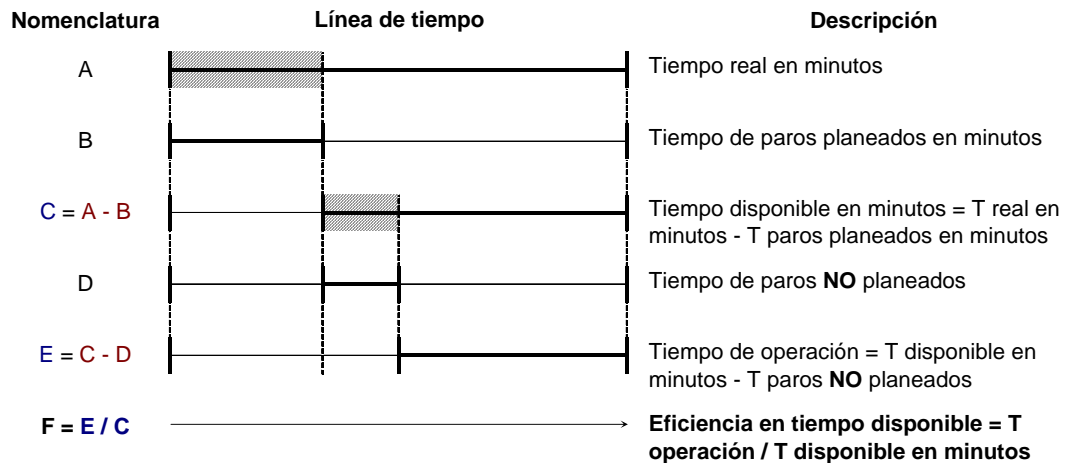 Nomenclatura Línea de tiempo Descripción
A Tiempo real en minutos
B Tiempo de paros planeados en minutos
C = A - B Tiempo disponible en minutos = T real en
minutos - T paros planeados en minutos
D Tiempo de paros NO planeados
E = C - D Tiempo de operación = T disponible en
minutos - T paros NO planeados
F = E / C Eficiencia en tiempo disponible = T
operación / T disponible en minutos